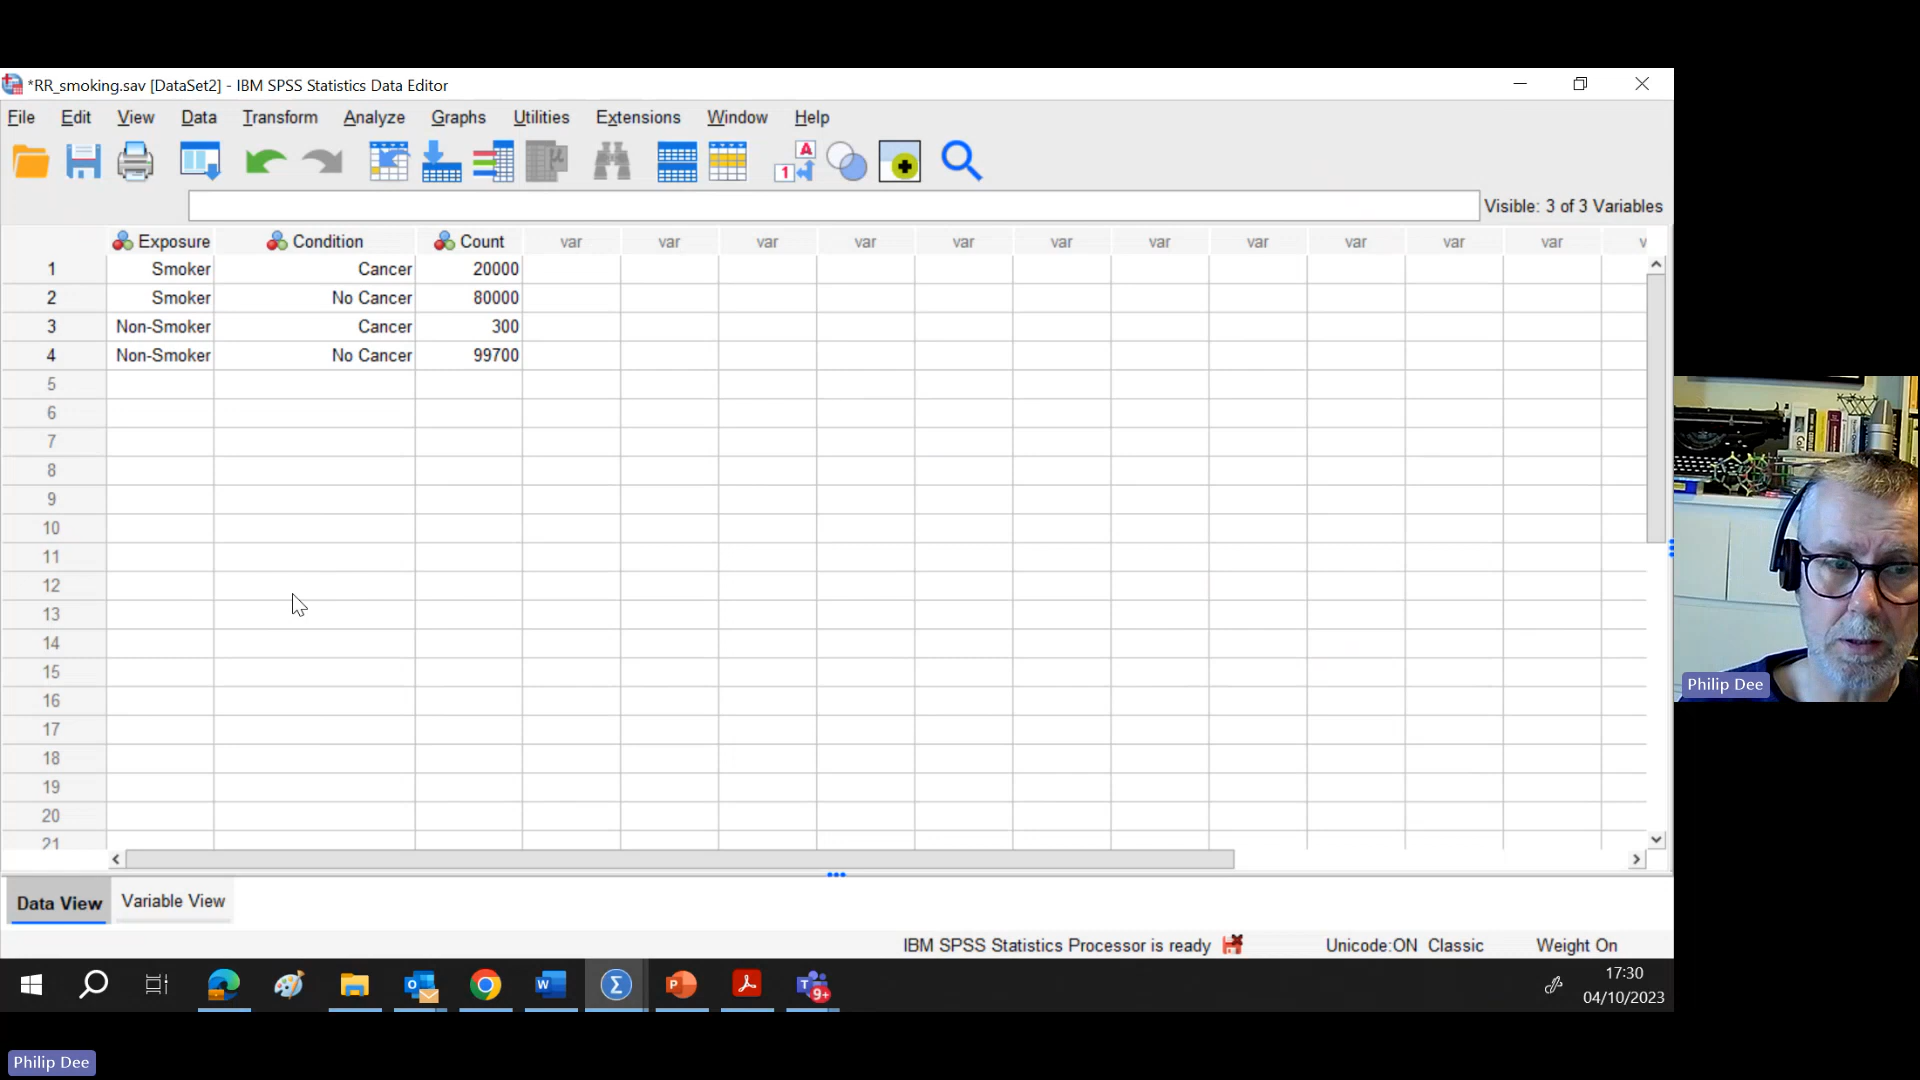 *RR_smoking.sav [DataSet2] - IBM SPSS Statistics Data Editor
File Edit View Data Transform Analyze Graphs Utilities Extensions Window Help
A
1
Visible: 3 of 3 Variables
Exposure Condition Count var var var var var var var var var var var
1 Smoker Cancer 20000
2 Smoker No Cancer 80000
3 Non-Smoker Cancer 300
4 Non-Smoker No Cancer 99700
5
6
7
8
9
10
11
12
13
14
15
16
17
18
19
20
21
Data View Variable View
IBM SPSS Statistics Processor is ready Unicode:ON Classic Weight On
17:30
04/10/2023
9+
Philip Dee
Philip Dee